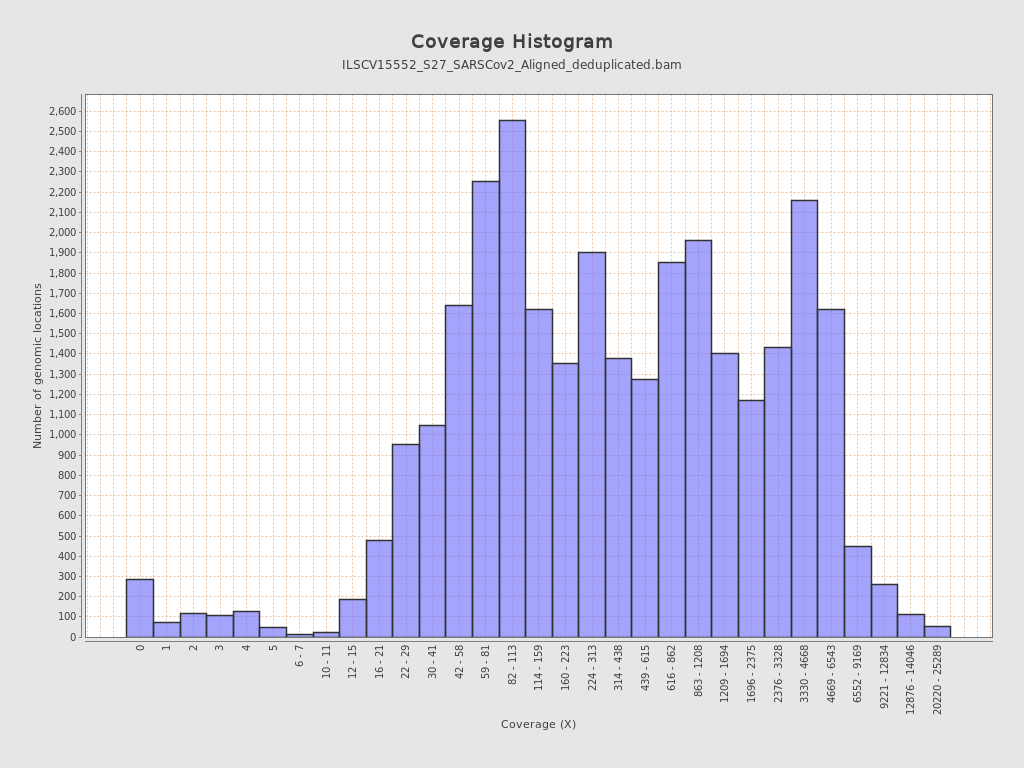 Coverage Histogram
ILSCV15552_S27_SARSCov2_Aligned_deduplicated.bam
Number of genomic locations
2,600
2,500
2,400
2,300
2,200
2,100
2,000
1,900
1,800
1,700
1,600
1,500
1,400
1,300
1,200
1,100
1,000
900
800
700
600
500
400
300
200
100
0
0
1
2
3
4
5
6 - 7
10 - 11
12 - 15
16 - 21
22 - 29
30 - 41
42 - 58
59 - 81
82 - 113
114 - 159
160 - 223
224 - 313
314 - 438
439 - 615
616 - 862
863 - 1208
1209 - 1694
1696 - 2375
2376 - 3328
3330 - 4668
4669 - 6543
6552 - 9169
9221 - 12834
12876 - 14046
20220 - 25289
Coverage (X)